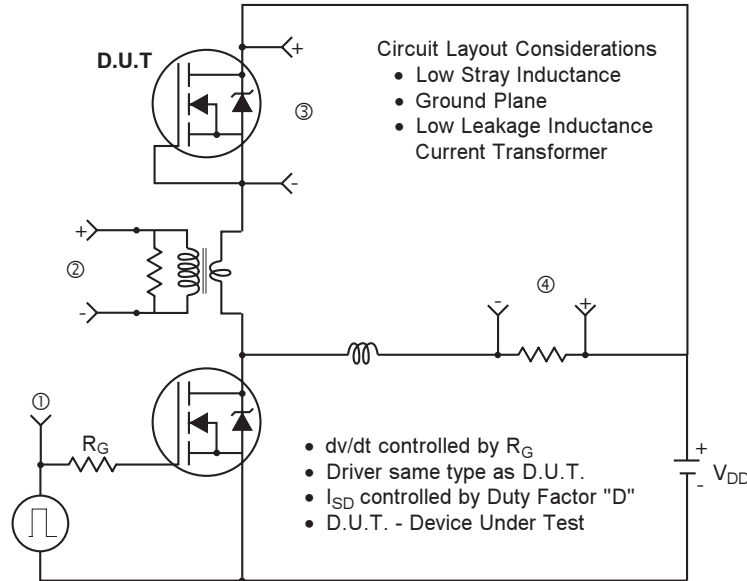 D.U.T
+
③
-
Circuit Layout Considerations
• Low Stray Inductance
• Ground Plane
• Low Leakage Inductance
Current Transformer
+
②
-
④
- +
①
R_G
• dv/dt controlled by R_G
• Driver same type as D.U.T.
• I_SD controlled by Duty Factor "D"
• D.U.T. - Device Under Test
+
V_DD
-